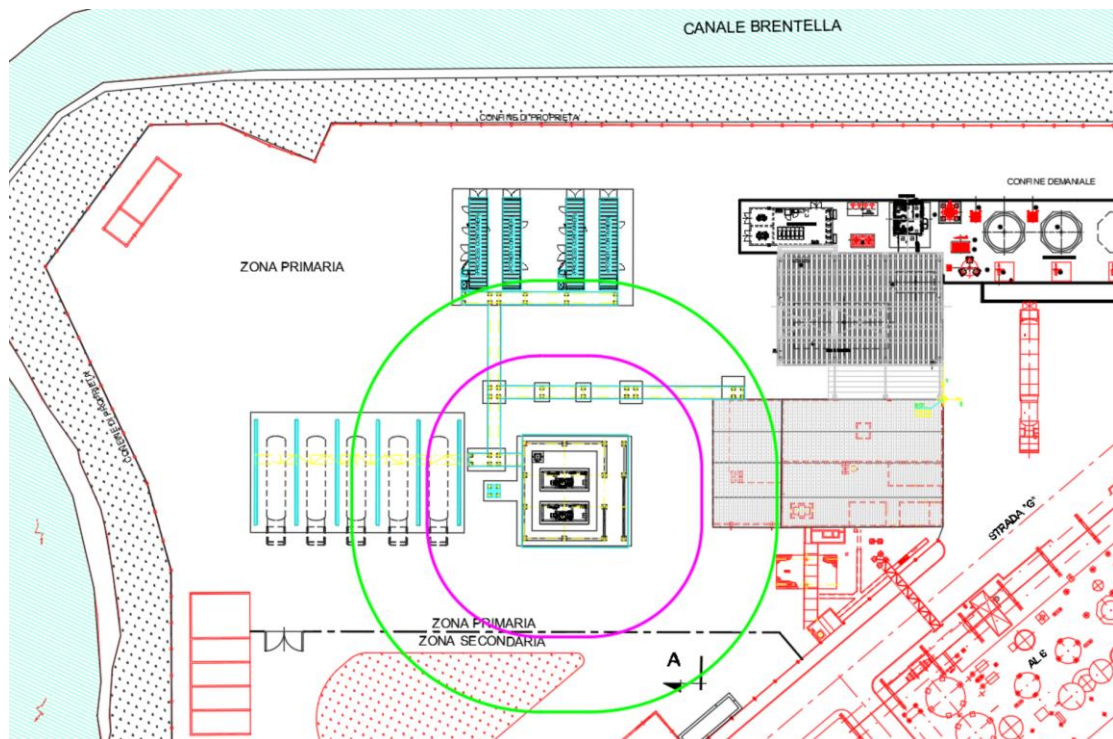 CANALE BRENTELLA
CONFINE DI PROPRIETA'
CONFINE DEMANIALE
ZONA PRIMARIA
CONFINE DI PROPRIETA'
STRADA "G"
ZONA PRIMARIA
ZONA SECONDARIA
A